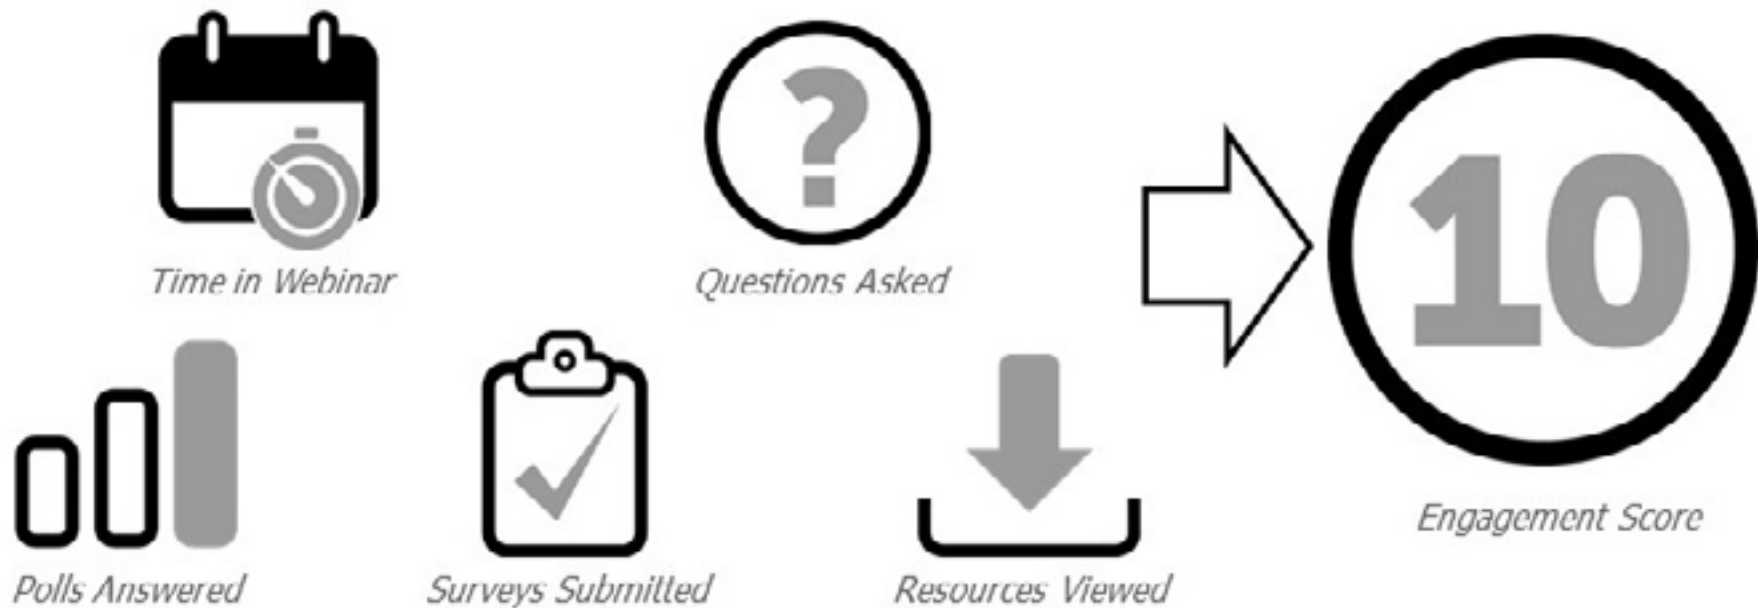 ?
10
Time in Webinar
Questions Asked
Engagement Score
Polls Answered
Surveys Submitted
Resources Viewed